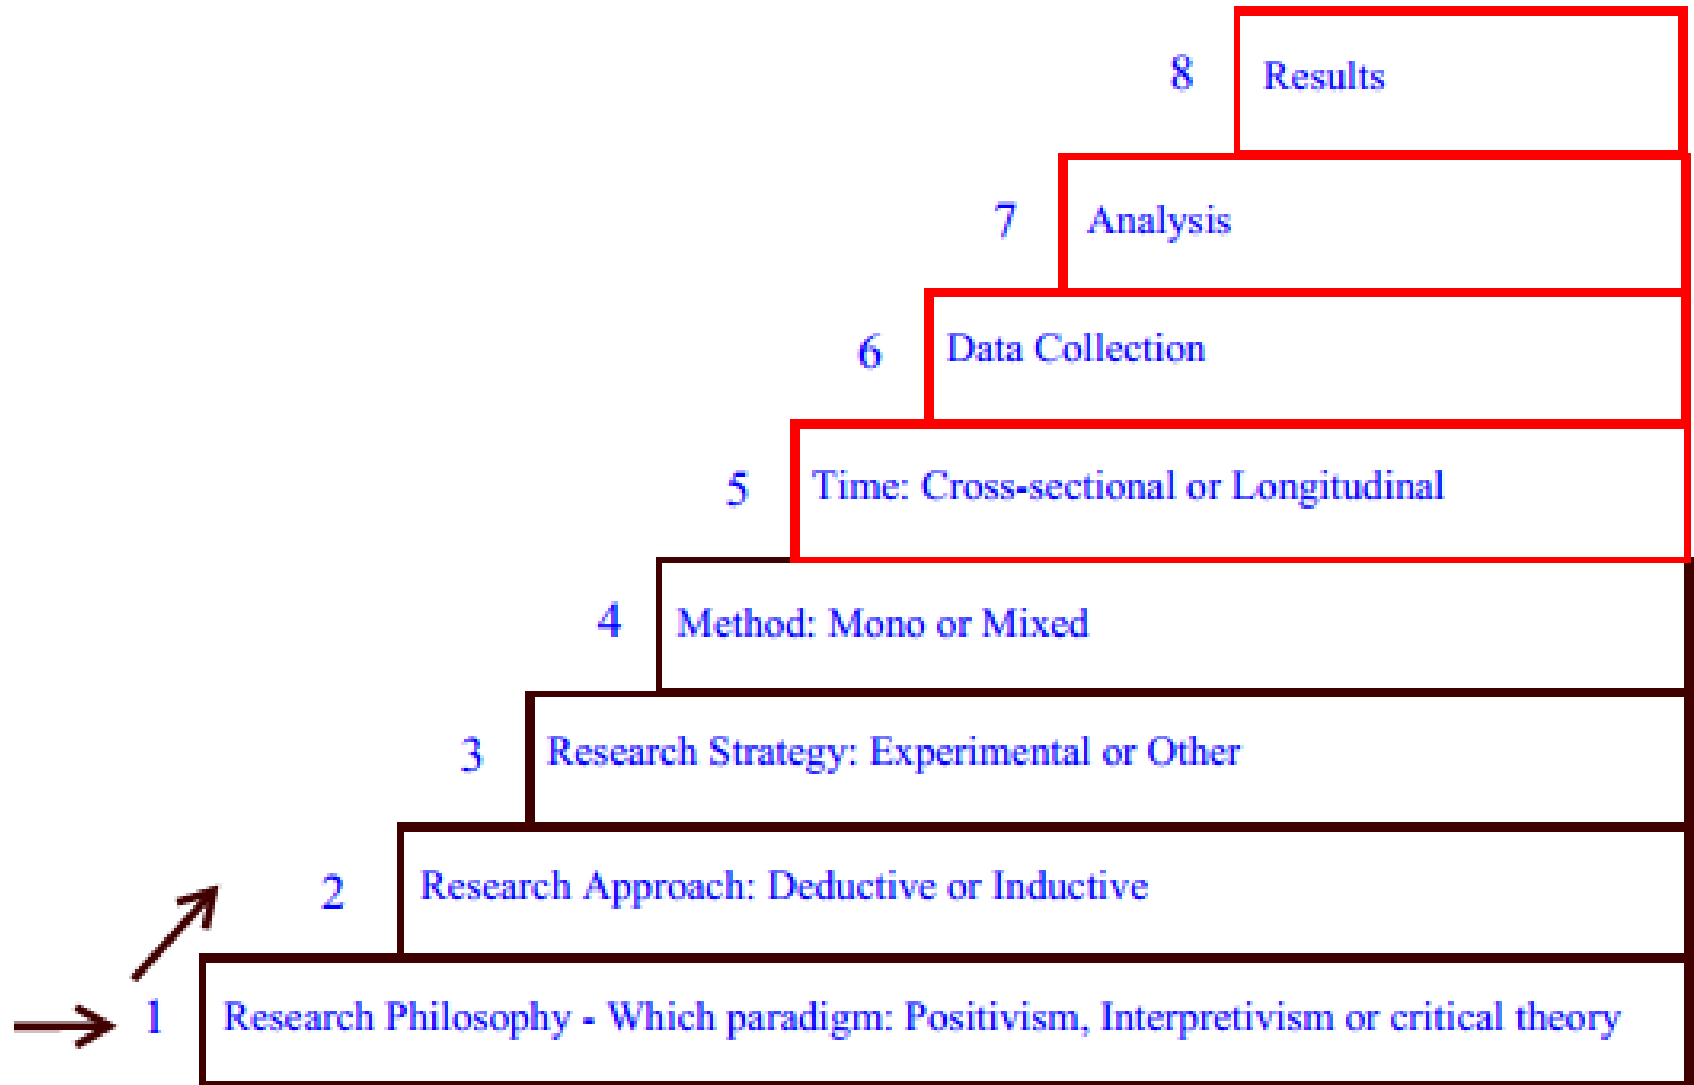 8 Results
7 Analysis
6 Data Collection
5 Time: Cross-sectional or Longitudinal
4 Method: Mono or Mixed
3 Research Strategy: Experimental or Other
2 Research Approach: Deductive or Inductive
1 Research Philosophy - Which paradigm: Positivism, Interpretivism or critical theory